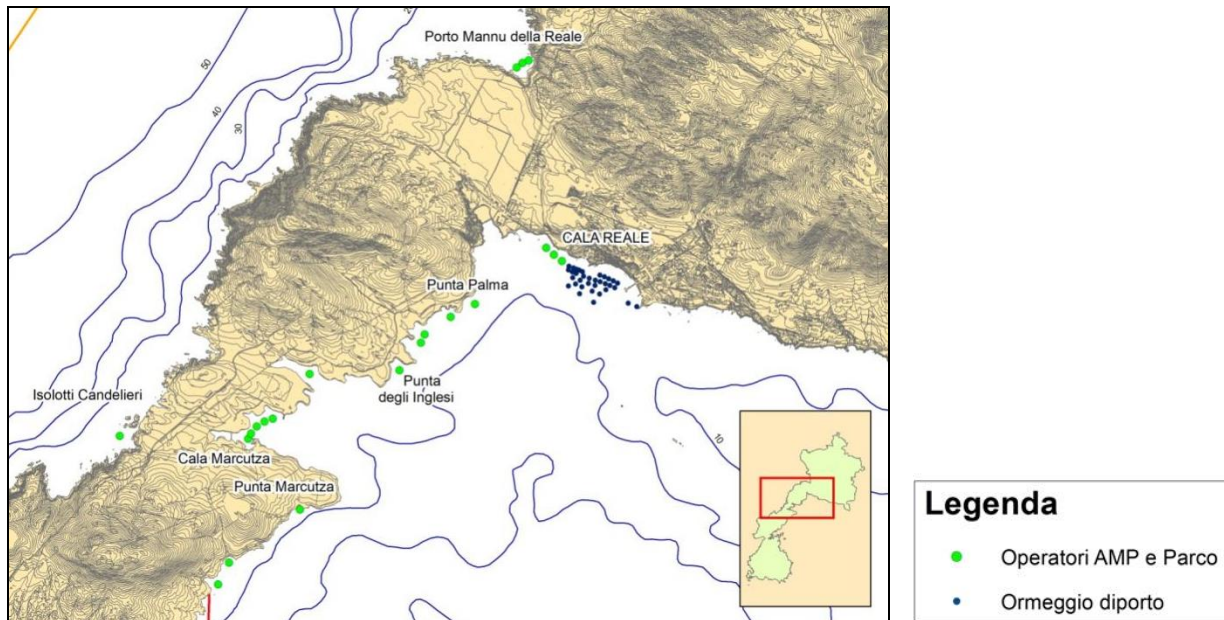 Porto Mannu della Reale
50
40
30
CALA REALE
Punta Palma
Punta
degli Inglesi
Isolotti Candelieri
Cala Marcutza
Punta Marcutza
10
Legenda
Operatori AMP e Parco
Ormeggio diporto